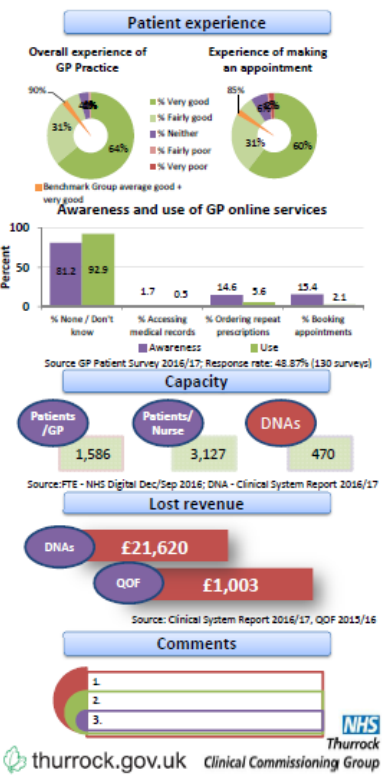 Patient experience
Overall experience of
GP Practice
Experience of making
an appointment
90%
31%
64%
% Very good
% Fairly good
% Neither
% Fairly poor
% Very poor
85%
31%
60%
Benchmark Group average good +
very good
Awareness and use of GP online services
Percent
100
50
0
81.2
92.9
1.7
0.5
14.6
5.6
15.4
2.1
% None / Don't
know
% Accessing
medical records
% Ordering repeat
prescriptions
% Booking
appointments
Awareness
Use
Source GP Patient Survey 2016/17; Response rate: 48.87% (130 surveys)
Capacity
Patients
/GP
1,586
Patients/
Nurse
3,127
DNAs
470
Source:FTE - NHS Digital Dec/Sep 2016; DNA - Clinical System Report 2016/17
Lost revenue
DNAs
£21,620
QOF
£1,003
Source: Clinical System Report 2016/17, QOF 2015/16
Comments
1.
2.
3.
NHS
Thurrock
thurrock.gov.uk
Clinical Commissioning Group